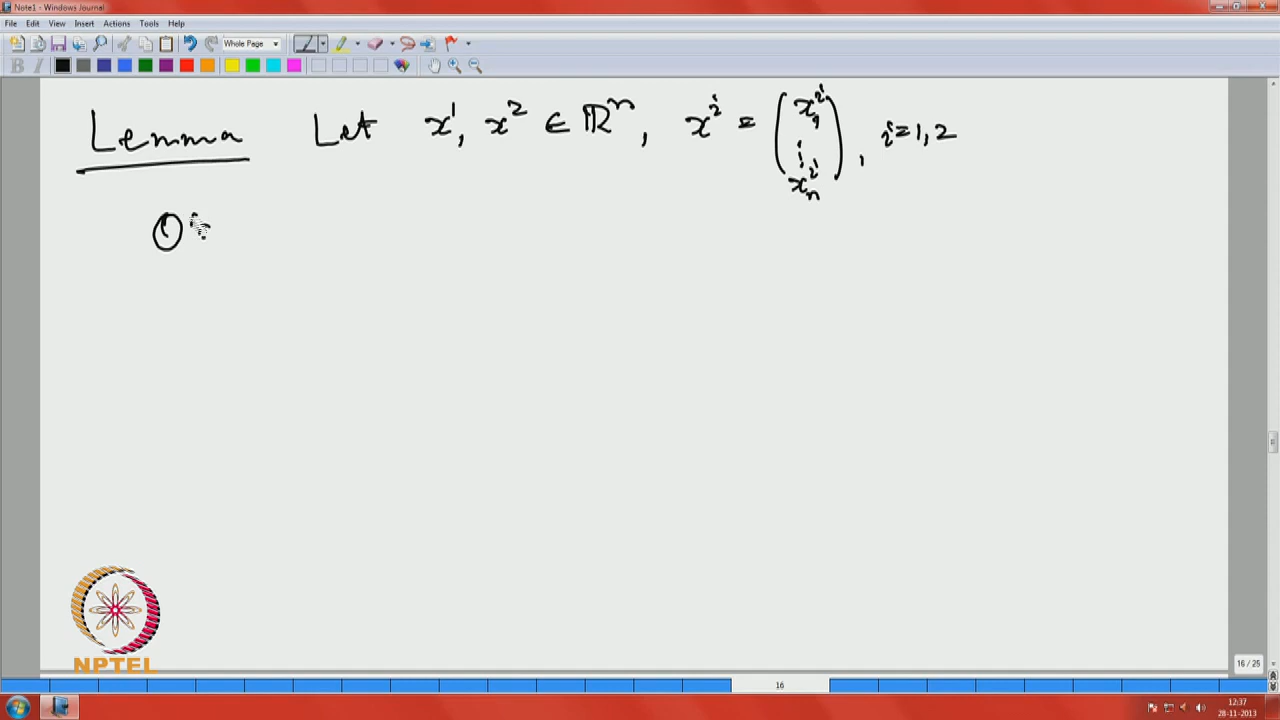 Note1 - Windows Journal
File Edit View Insert Actions Tools Help
Whole Page
B I
Lemma Let x¹, x² ∈ ℝⁿ, xⁱ = (x₁ⁱ ⋮ xₙⁱ), i=1,2
①
NPTEL
16 / 25
16
12:37
28-11-2013